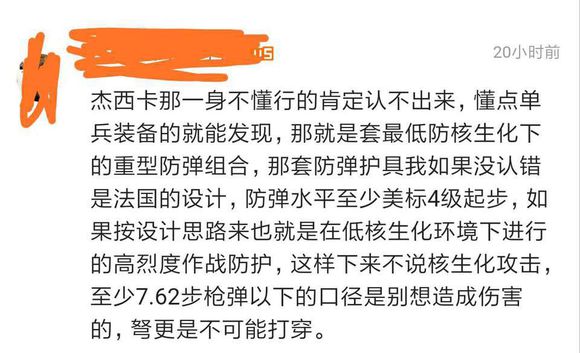 20小时前
杰西卡那一身不懂行的肯定认不出来，懂点单
兵装备的就能发现，那就是套最低防核生化下
的重型防弹组合，那套防弹护具我如果没认错
是法国的设计，防弹水平至少美标4级起步，如
果按设计思路来也就是在低核生化环境下进行
的高烈度作战防护，这样下来不说核生化攻击，
至少7.62步枪弹以下的口径是别想造成伤害
的，弩更是不可能打穿。